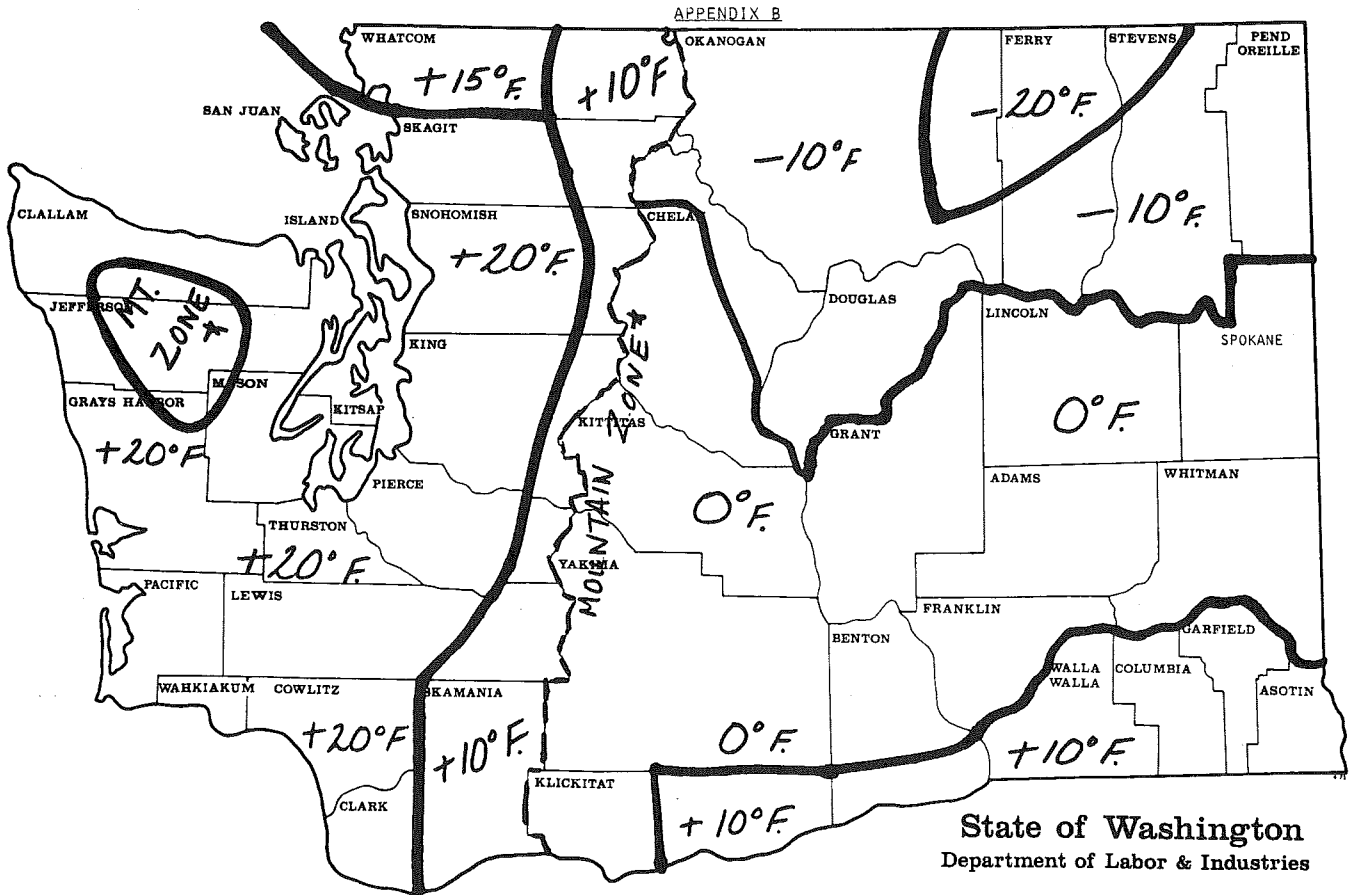 APPENDIX B
WHATCOM
OKANOGAN
FERRY
STEVENS
PEND
OREILLE
+15°F.
+10°F
-20°F.
SAN JUAN
SKAGIT
-10°F
CLALLAM
ISLAND
SNOHOMISH
CHELA
-10°F.
+20°F.
MT.
ZONE
*
JEFFERSON
DOUGLAS
LINCOLN
SPOKANE
KING
MOUNTAIN ZONE*
MASON
GRAYS HARBOR
KITSAP
KITTITAS
GRANT
0°F.
+20°F
PIERCE
ADAMS
WHITMAN
0°F.
THURSTON
+20°F.
YAKIMA
PACIFIC
LEWIS
FRANKLIN
BENTON
GARFIELD
WALLA
WALLA
COLUMBIA
ASOTIN
WAHKIAKUM
COWLITZ
SKAMANIA
+20°F
+10°F.
0°F.
+10°F.
KLICKITAT
CLARK
+10°F.
State of Washington
Department of Labor & Industries